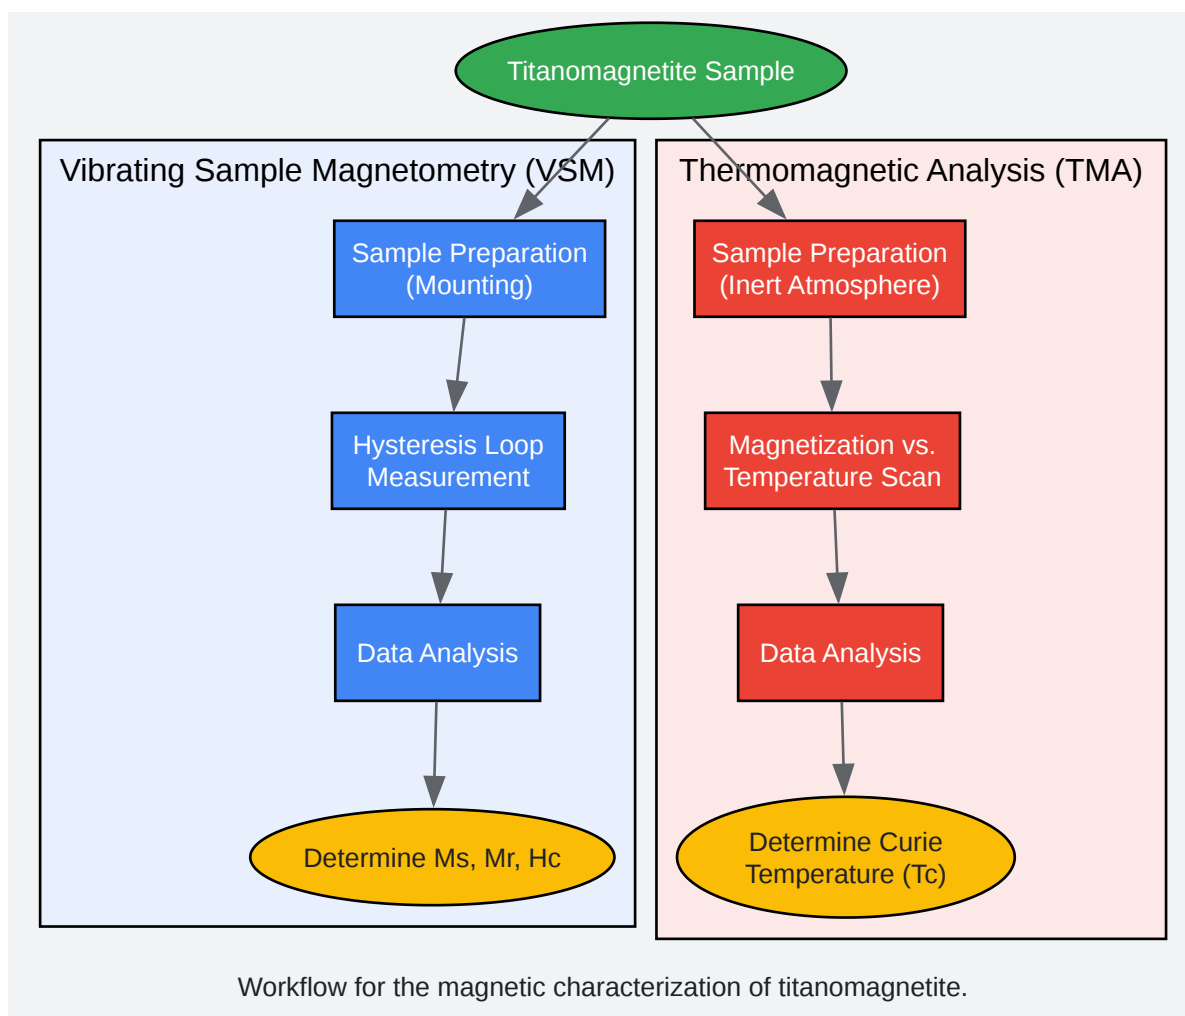 Titanomagnetite Sample
Vibrating Sample Magnetometry (VSM)
Sample Preparation
(Mounting)
Hysteresis Loop
Measurement
Data Analysis
Determine Ms, Mr, Hc
Thermomagnetic Analysis (TMA)
Sample Preparation
(Inert Atmosphere)
Magnetization vs.
Temperature Scan
Data Analysis
Determine Curie
Temperature (Tc)
Workflow for the magnetic characterization of titanomagnetite.